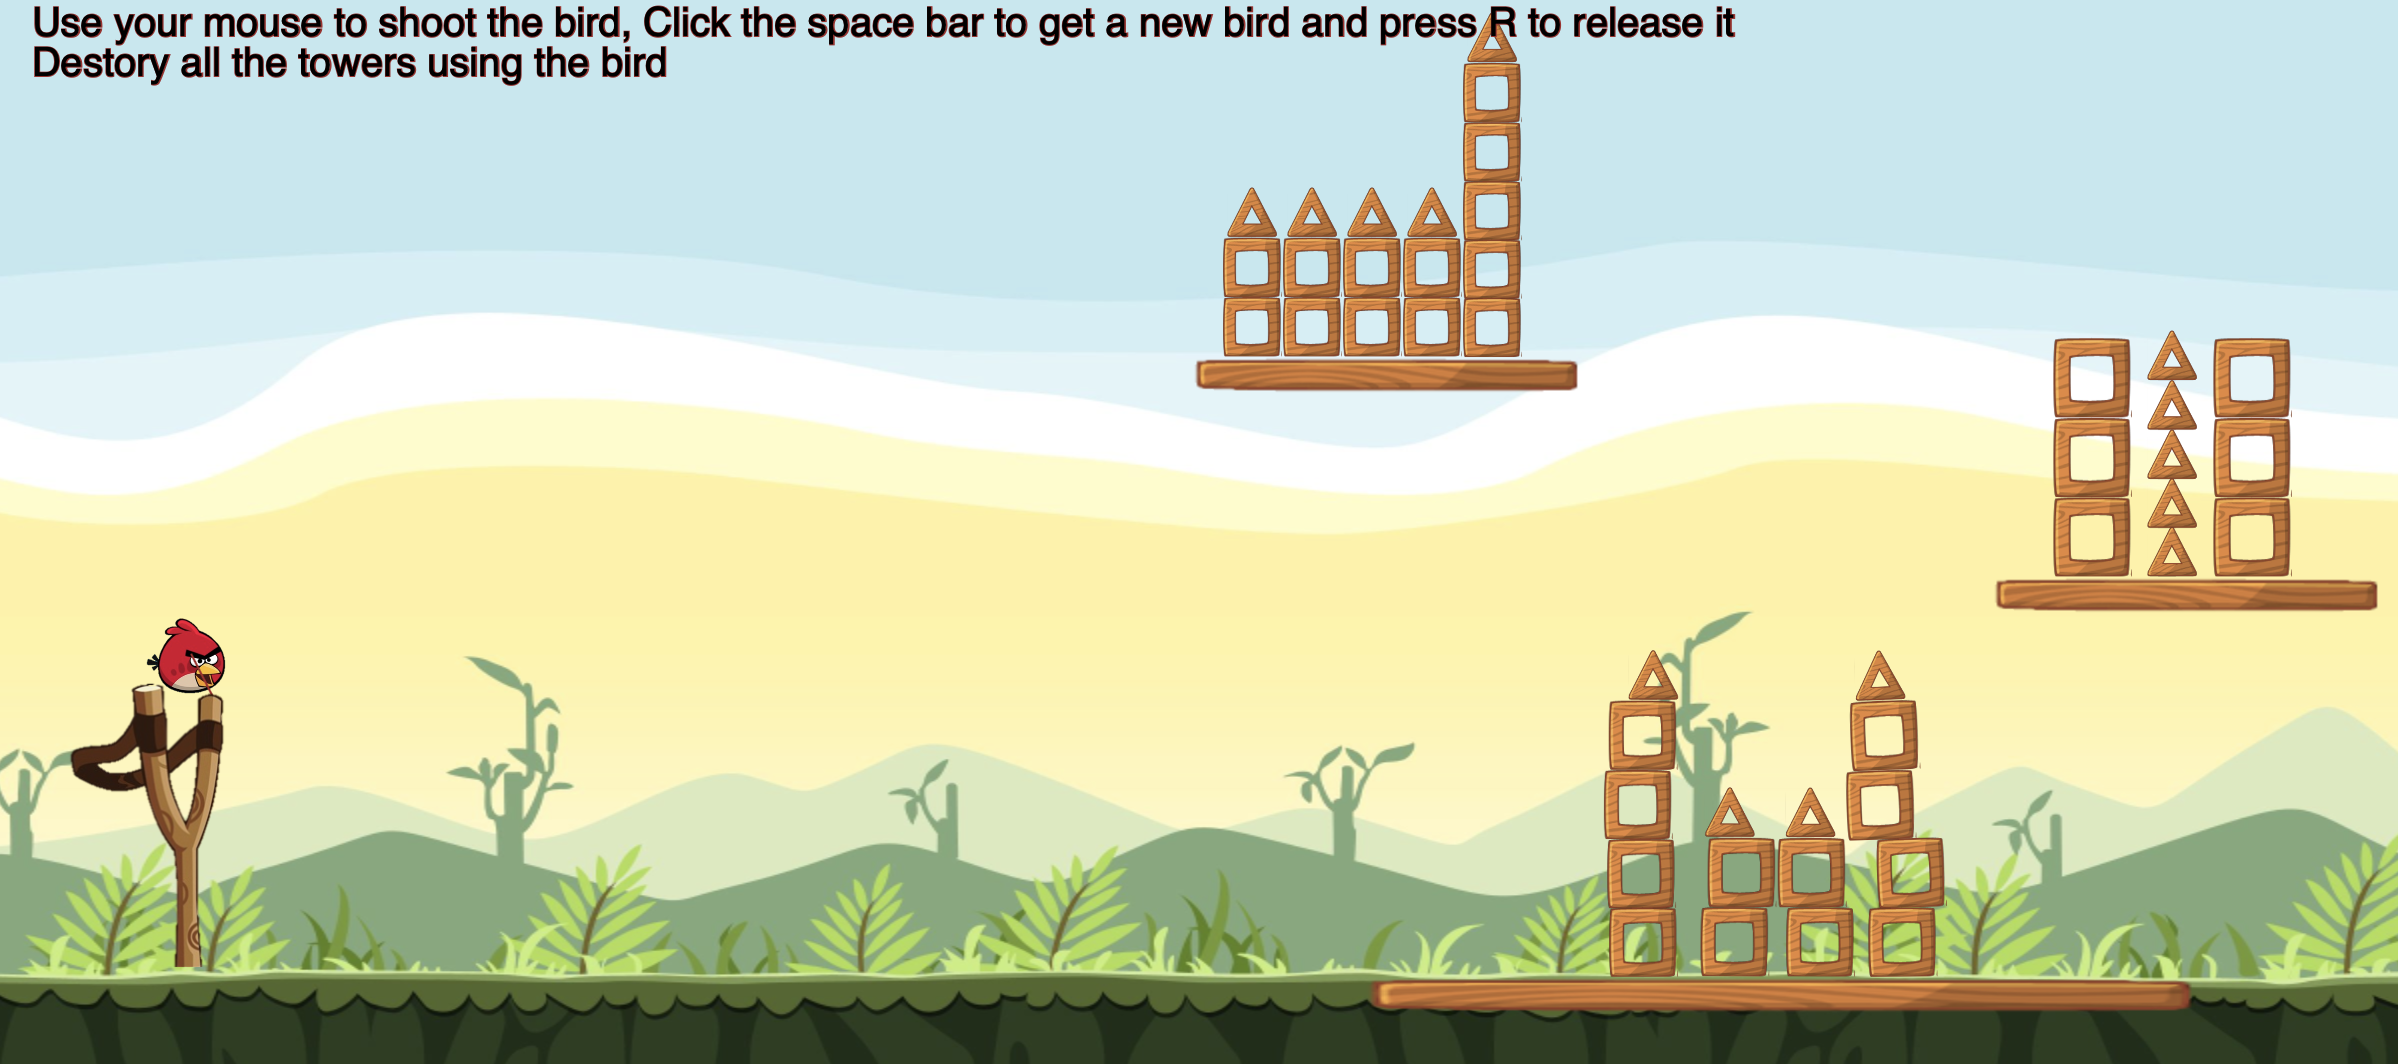 Use your mouse to shoot the bird, Click the space bar to get a new bird and press R to release it
Destory all the towers using the bird